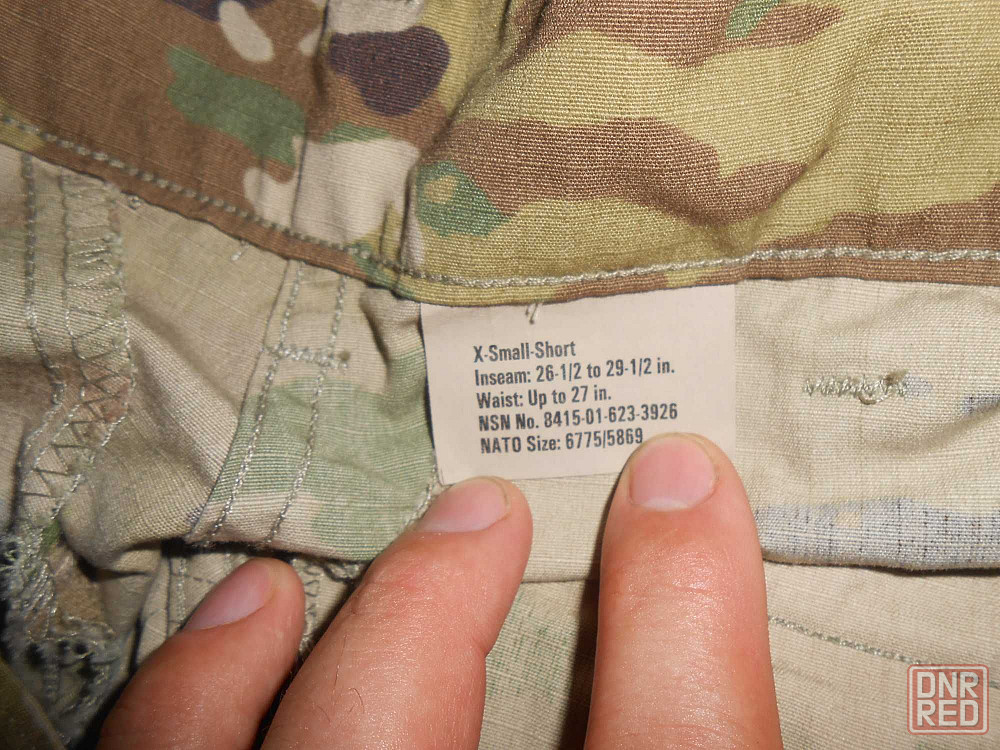 X-Small-Short
Inseam: 26-1/2 to 29-1/2 in.
Waist: Up to 27 in.
NSN No. 8415-01-623-3926
NATO Size: 6775/5869
DNR
RED